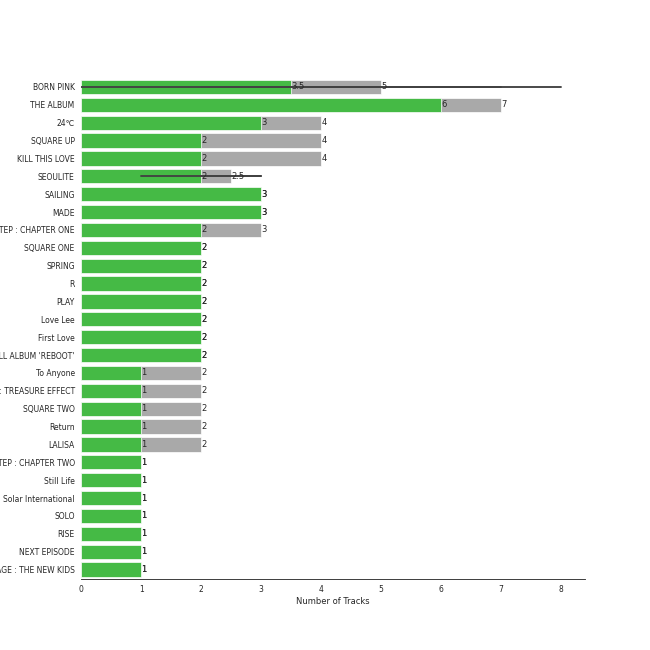 BORN PINK 3.5 5
THE ALBUM 6 7
24℃ 3 4
SQUARE UP 2 4
KILL THIS LOVE 2 4
SEOULITE 2 2.5
SAILING 3
MADE 3
TEP : CHAPTER ONE 2 3
SQUARE ONE 2
SPRING 2
R 2
PLAY 2
Love Lee 2
First Love 2
LL ALBUM 'REBOOT' 2
To Anyone 1 2
: TREASURE EFFECT 1 2
SQUARE TWO 1 2
Return 1 2
LALISA 1 2
TEP : CHAPTER TWO 1
Still Life 1
Solar International 1
SOLO 1
RISE 1
NEXT EPISODE 1
AGE : THE NEW KIDS 1
0 1 2 3 4 5 6 7 8
Number of Tracks